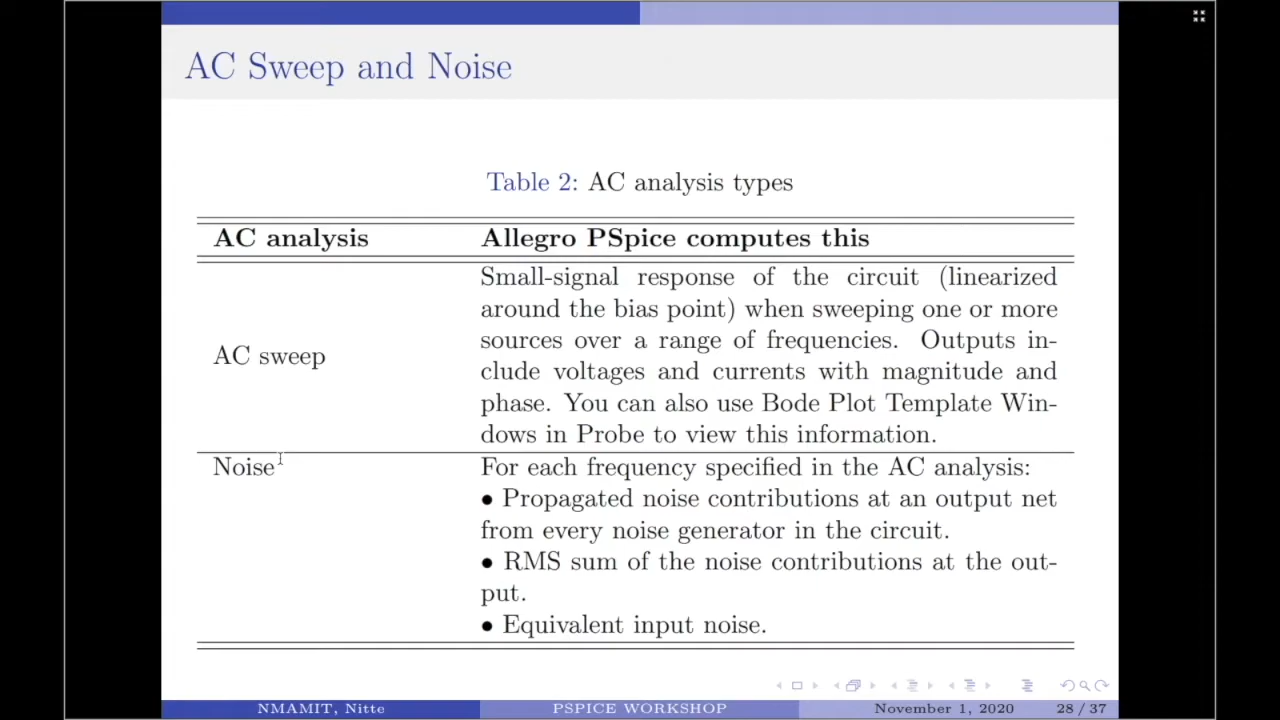 AC Sweep and Noise
Table 2: AC analysis types
AC analysis Allegro PSpice computes this
AC sweep
Small-signal response of the circuit (linearized
around the bias point) when sweeping one or more
sources over a range of frequencies. Outputs in-
clude voltages and currents with magnitude and
phase. You can also use Bode Plot Template Win-
dows in Probe to view this information.
Noise For each frequency specified in the AC analysis:
• Propagated noise contributions at an output net
from every noise generator in the circuit.
• RMS sum of the noise contributions at the out-
put.
• Equivalent input noise.
NMAMIT, Nitte PSPICE WORKSHOP November 1, 2020 28 / 37